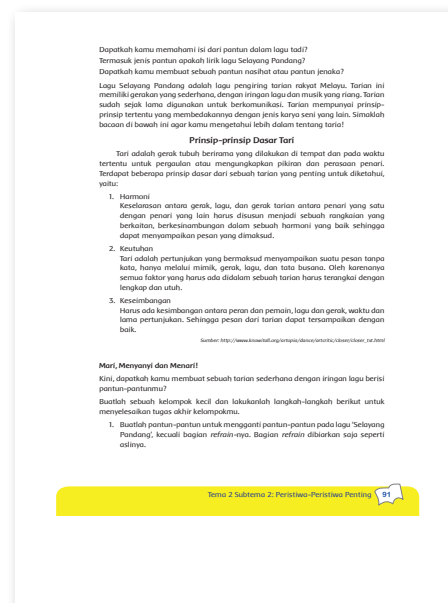 Dapatkah kamu memahami isi dari pantun dalam lagu tadi?
Termasuk jenis pantun apakah lirik lagu Selayang Pandang?
Dapatkah kamu membuat sebuah pantun nasihat atau pantun jenaka?
Lagu Selayang Pandang adalah lagu pengiring tarian rakyat Melayu. Tarian ini
memiliki gerakan yang sederhana, dengan iringan lagu dan musik yang riang. Tarian
sudah sejak lama digunakan untuk berkomunikasi. Tarian mempunyai prinsip-
prinsip tertentu yang membedakannya dengan jenis karya seni yang lain. Simaklah
bacaan di bawah ini agar kamu mengetahui lebih dalam tentang taria!
Prinsip-prinsip Dasar Tari
Tari adalah gerak tubuh berirama yang dilakukan di tempat dan pada waktu
tertentu untuk pergaulan atau mengungkapkan pikiran dan perasaan penari.
Terdapat beberapa prinsip dasar dari sebuah tarian yang penting untuk diketahui,
yaitu:
1. Harmoni
Keselarasan antara gerak, lagu, dan gerak tarian antara penari yang satu
dengan penari yang lain harus disusun menjadi sebuah rangkaian yang
berkaitan, berkesinambungan dalam sebuah harmoni yang baik sehingga
dapat menyampaikan pesan yang dimaksud.
2. Keutuhan
Tari adalah pertunjukan yang bermaksud menyampaikan suatu pesan tanpa
kata, hanya melalui mimik, gerak, lagu, dan tata busana. Oleh karenanya
semua faktor yang harus ada didalam sebuah tarian harus terangkai dengan
lengkap dan utuh.
3. Keseimbangan
Harus ada kesimbangan antara peran dan pemain, lagu dan gerak, waktu dan
lama pertunjukan. Sehingga pesan dari tarian dapat tersampaikan dengan
baik.
Sumber: http://www.knowitall.org/artopia/dance/artcritic/closer/closer_txt.html
Mari, Menyanyi dan Menari!
Kini, dapatkah kamu membuat sebuah tarian sederhana dengan iringan lagu berisi
pantun-pantunmu?
Buatlah sebuah kelompok kecil dan lakukanlah langkah-langkah berikut untuk
menyelesaikan tugas akhir kelompokmu.
1. Buatlah pantun-pantun untuk mengganti pantun-pantun pada lagu 'Selayang
Pandang', kecuali bagian refrain-nya. Bagian refrain dibiarkan saja seperti
aslinya.
Tema 2 Subtema 2: Peristiwa-Peristiwa Penting 91